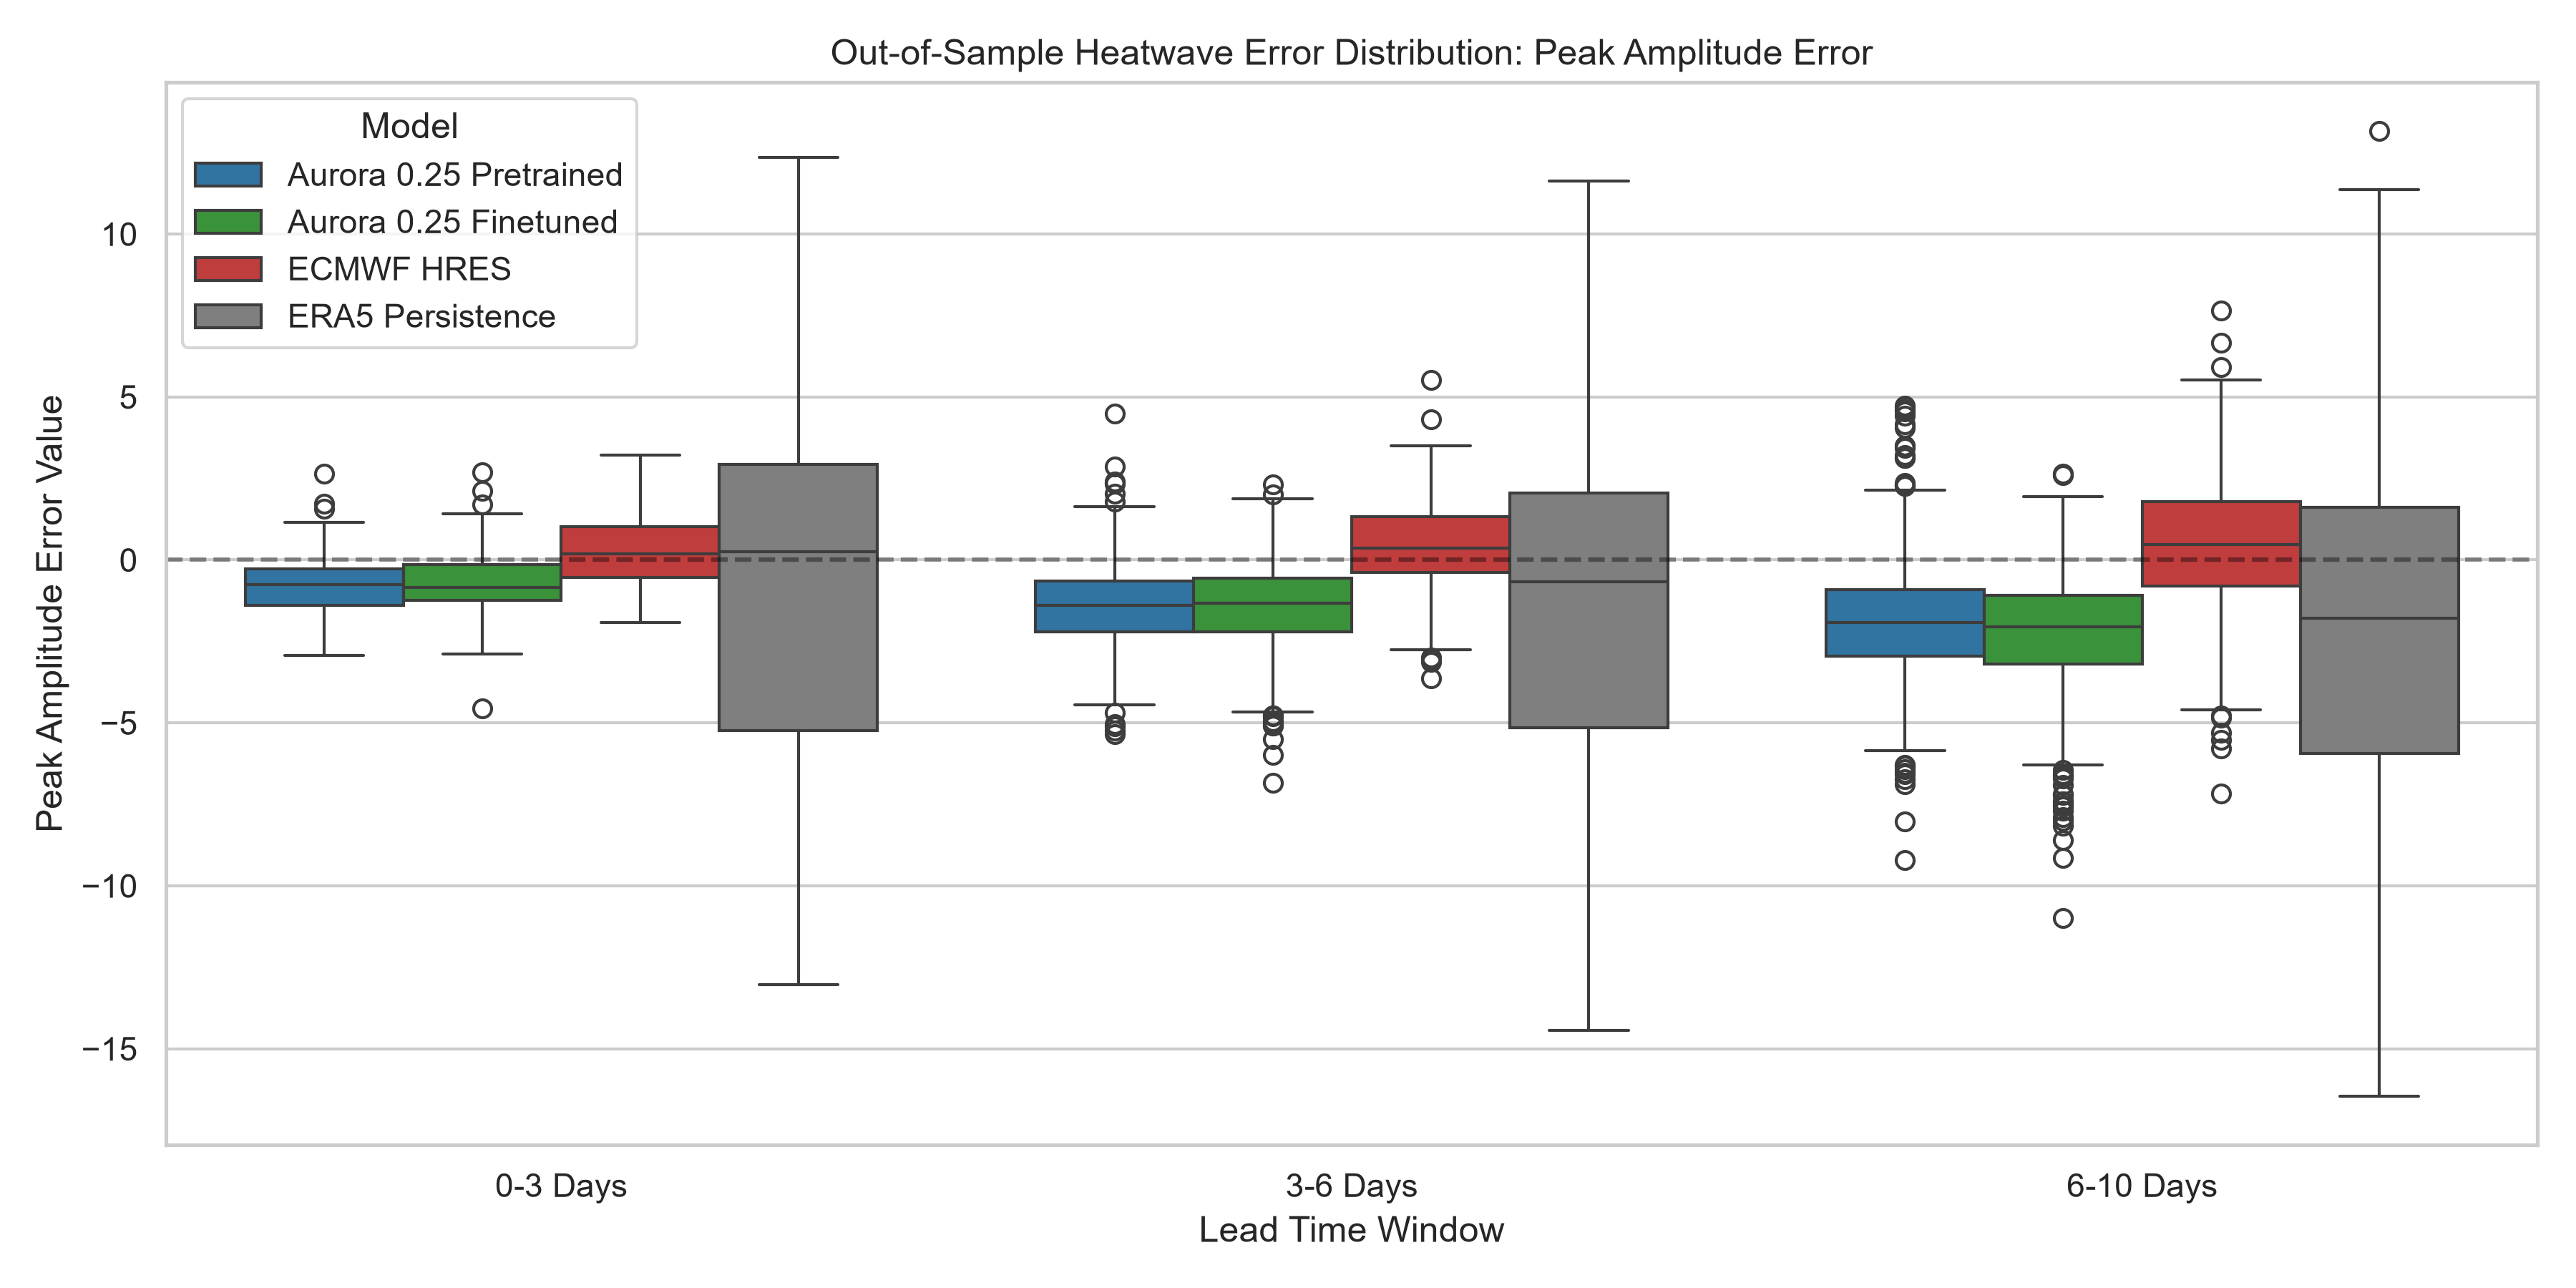 Out-of-Sample Heatwave Error Distribution: Peak Amplitude Error
Model
Aurora 0.25 Pretrained
Aurora 0.25 Finetuned
ECMWF HRES
ERA5 Persistence
Peak Amplitude Error Value
10
5
0
−5
−10
−15
0-3 Days
3-6 Days
6-10 Days
Lead Time Window